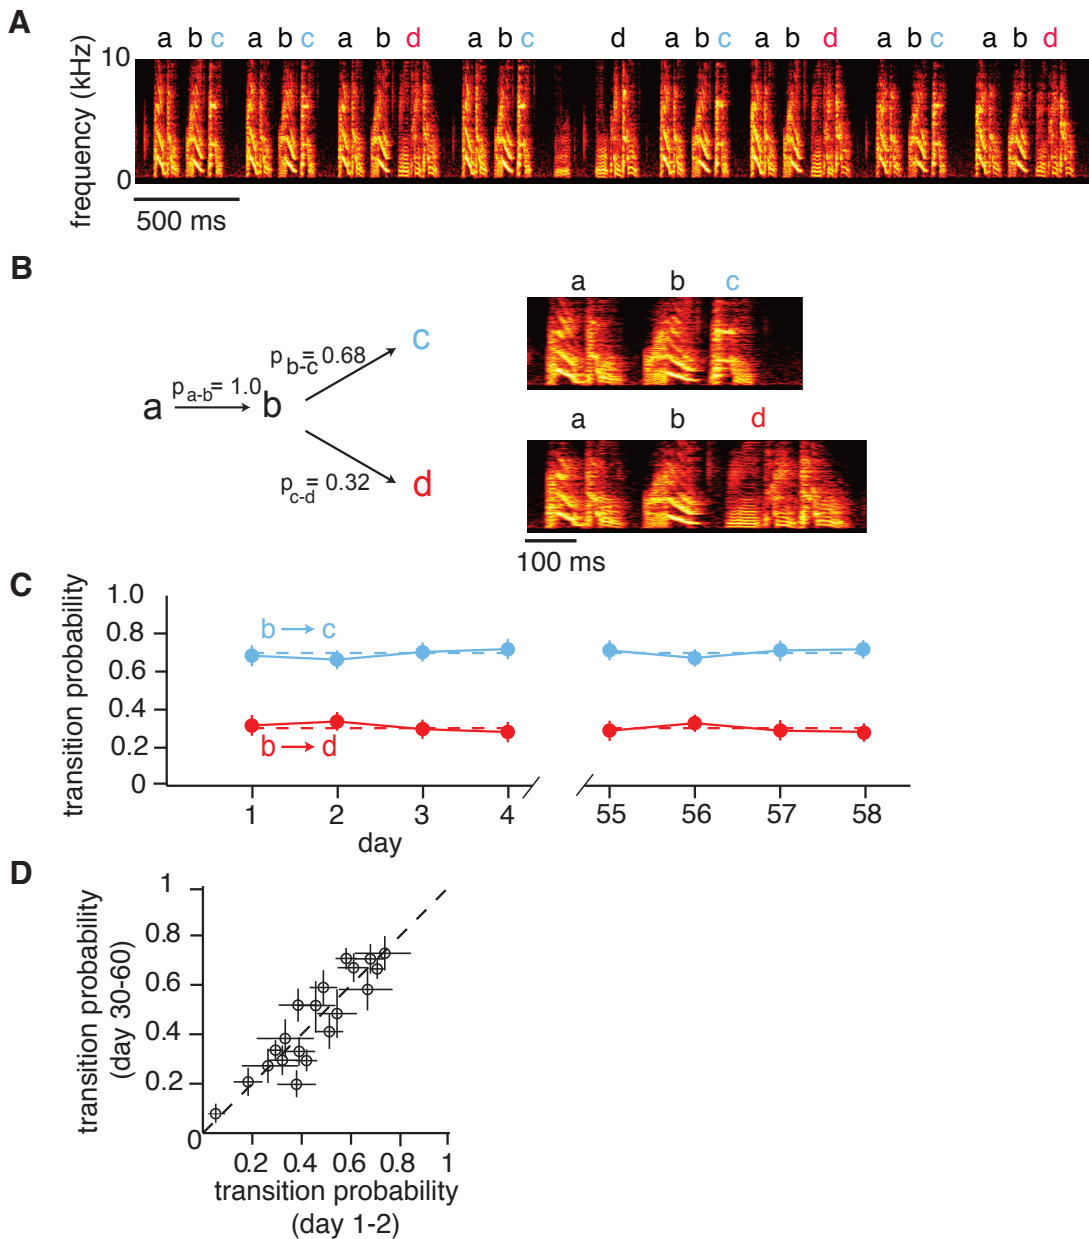 A
a b c a b c a b d a b c d a b c a b d a b c a b d
10
frequency (kHz)
0
500 ms
B
a b c
c
p b-c = 0.68
p a-b = 1.0
a b
a b d
p c-d = 0.32
d
100 ms
C
transition probability
1.0
0.8
b c
0.6
0.4
0.2
b d
0
1 2 3 4 55 56 57 58
day
D
transition probability
(day 30-60)
1
0.8
0.6
0.4
0.2
0
0.2 0.4 0.6 0.8 1
transition probability
(day 1-2)